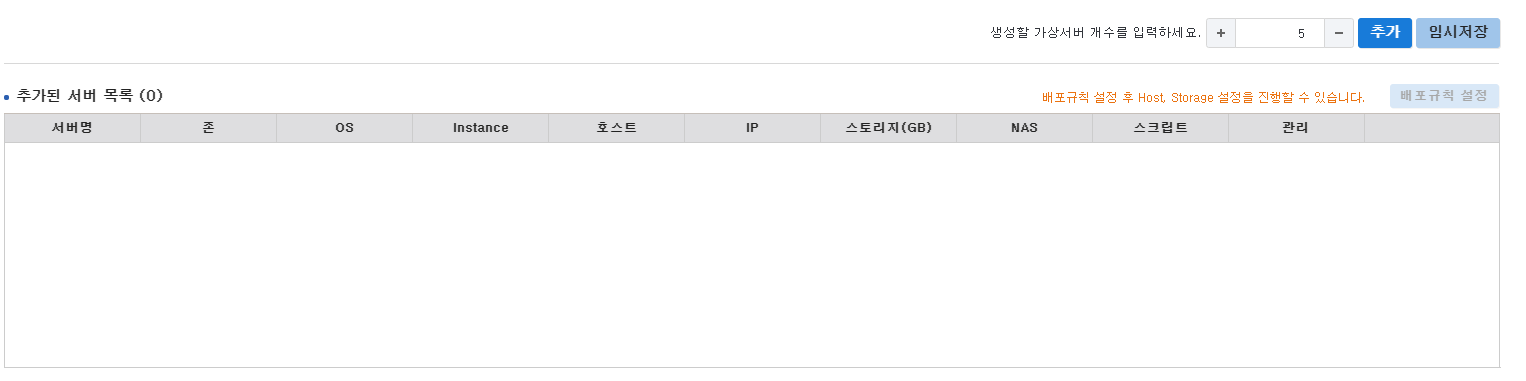 생성할 가상서버 개수를 입력하세요. + 5 − 추가 임시저장
• 추가된 서버 목록 (0) 배포규칙 설정 후 Host, Storage 설정을 진행할 수 있습니다. 배포규칙 설정
서버명 존 OS Instance 호스트 IP 스토리지(GB) NAS 스크립트 관리